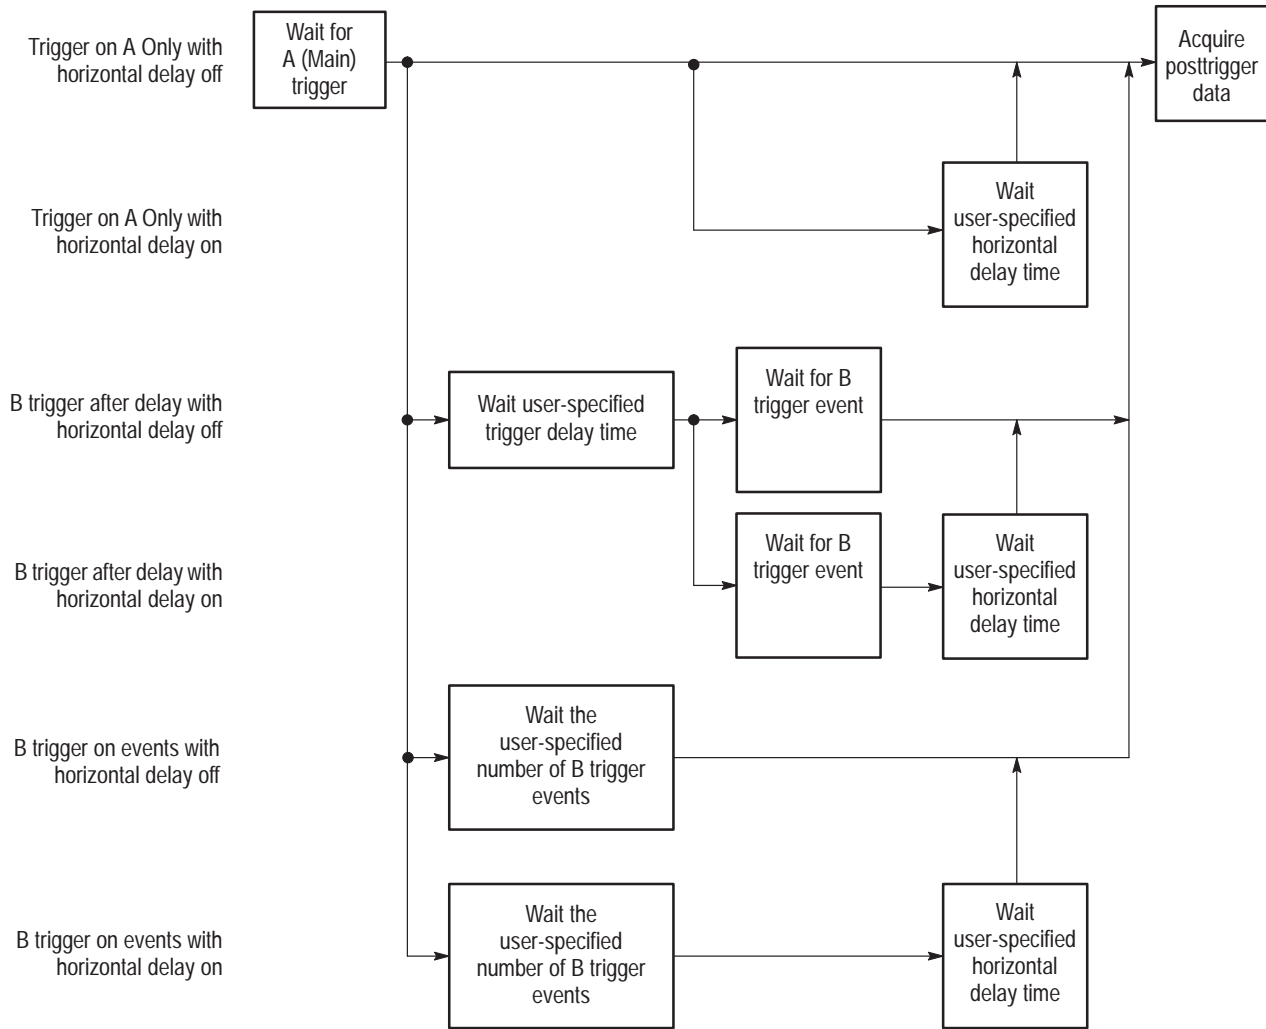 Trigger on A Only with
horizontal delay off
Wait for
A (Main)
trigger
Acquire
posttrigger
data
Trigger on A Only with
horizontal delay on
Wait
user-specified
horizontal
delay time
B trigger after delay with
horizontal delay off
Wait user-specified
trigger delay time
Wait for B
trigger event
B trigger after delay with
horizontal delay on
Wait for B
trigger event
Wait
user-specified
horizontal
delay time
B trigger on events with
horizontal delay off
Wait the
user-specified
number of B trigger
events
B trigger on events with
horizontal delay on
Wait the
user-specified
number of B trigger
events
Wait
user-specified
horizontal
delay time